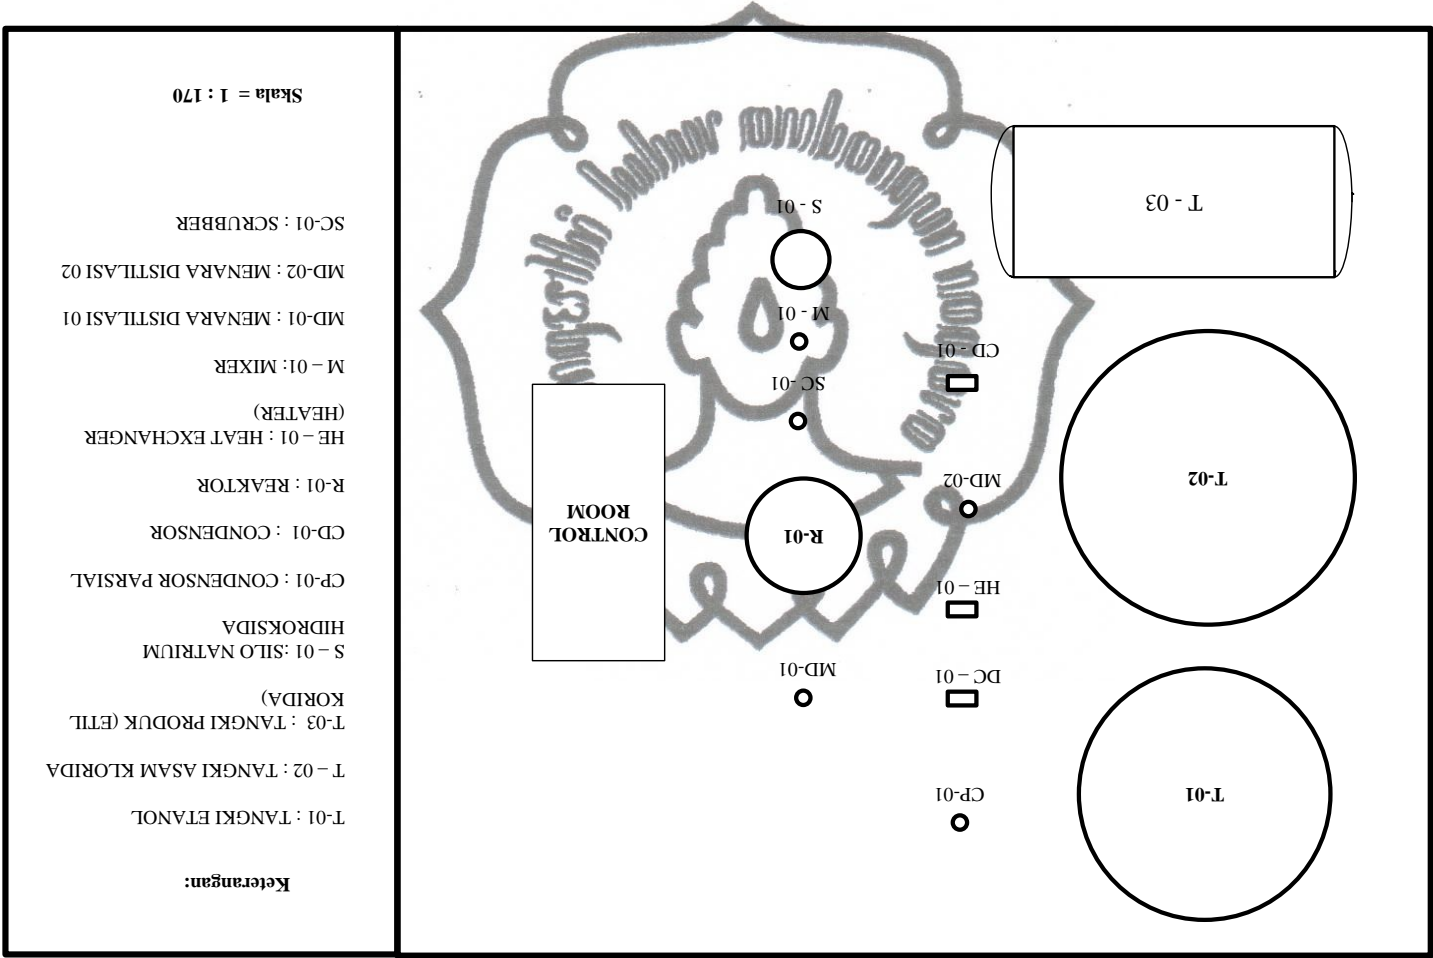 T-01
CP-01
MD-01
DC – 01
HE – 01
R-01
CONTROL
ROOM
T-02
MD-02
SC - 01
CD - 01
M - 01
S - 01
T - 03
Keterangan:
T-01 : TANGKI ETANOL
T – 02 : TANGKI ASAM KLORIDA
T-03 : TANGKI PRODUK (ETIL
KORIDA)
S – 01 :SILO NATRIUM
HIDROKSIDA
CP-01 : CONDENSOR PARSIAL
CD-01 : CONDENSOR
R-01 : REAKTOR
HE – 01 : HEAT EXCHANGER
(HEATER)
M – 01: MIXER
MD-01 : MENARA DISTILASI 01
MD-02 : MENARA DISTILASI 02
SC-01 : SCRUBBER
Skala = 1 : 170